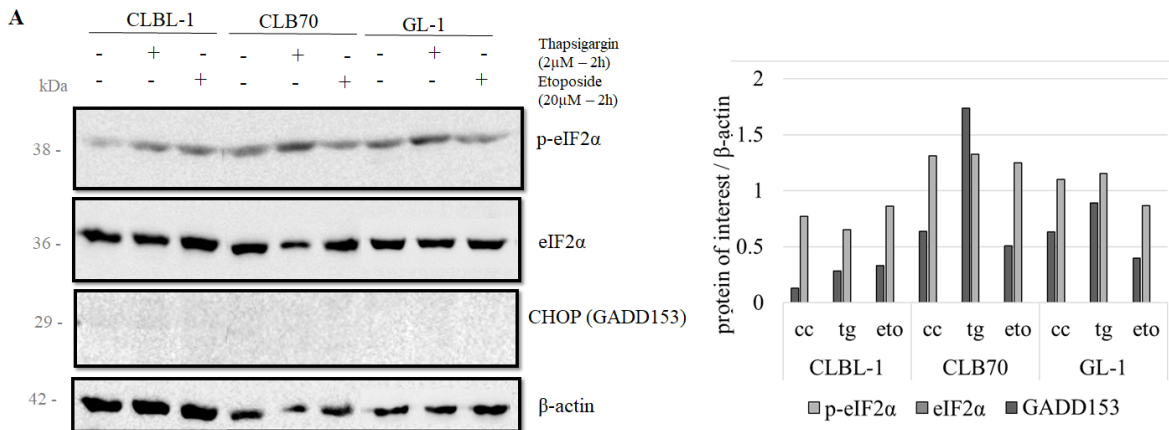 A
CLBL-1 CLB70 GL-1
- + - - + - - + - Thapsigargin
(2µM – 2h)
- - + - - + - - + Etoposide
(20µM – 2h)
kDa
38 - p-eIF2α
36 - eIF2α
29 - CHOP (GADD153)
42 - β-actin
protein of interest / β-actin
2
1.5
1
0.5
0
cc tg eto cc tg eto cc tg eto
CLBL-1 CLB70 GL-1
p-eIF2α eIF2α GADD153